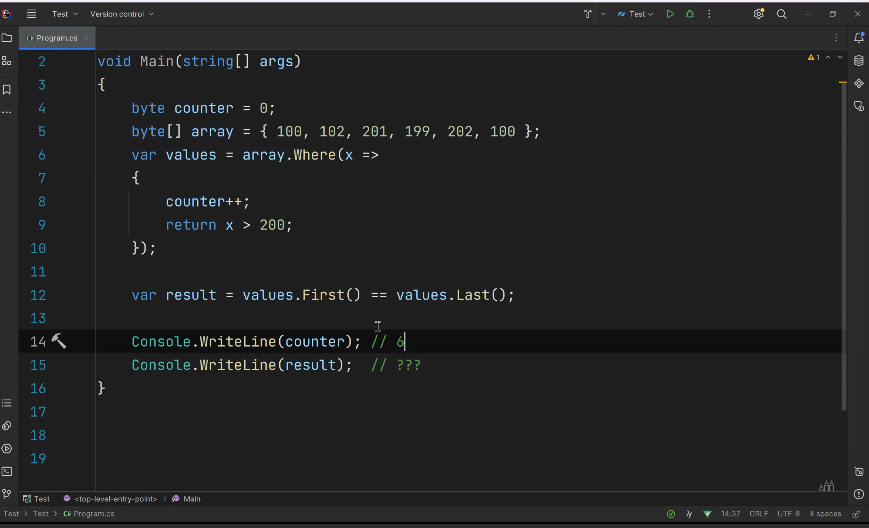 Test Version control Test
Program.cs
2 void Main(string[] args)
1
3 {
4 byte counter = 0;
5 byte[] array = { 100, 102, 201, 199, 202, 100 };
6 var values = array.Where(x =>
7 {
8 counter++;
9 return x > 200;
10 });
11
12 var result = values.First() == values.Last();
13
14 Console.WriteLine(counter); // 6
15 Console.WriteLine(result); // ???
16 }
17
18
19
Test <top-level-entry-point> Main
Test > Test > C# Program.cs 14:37 CRLF UTF-8 4 spaces